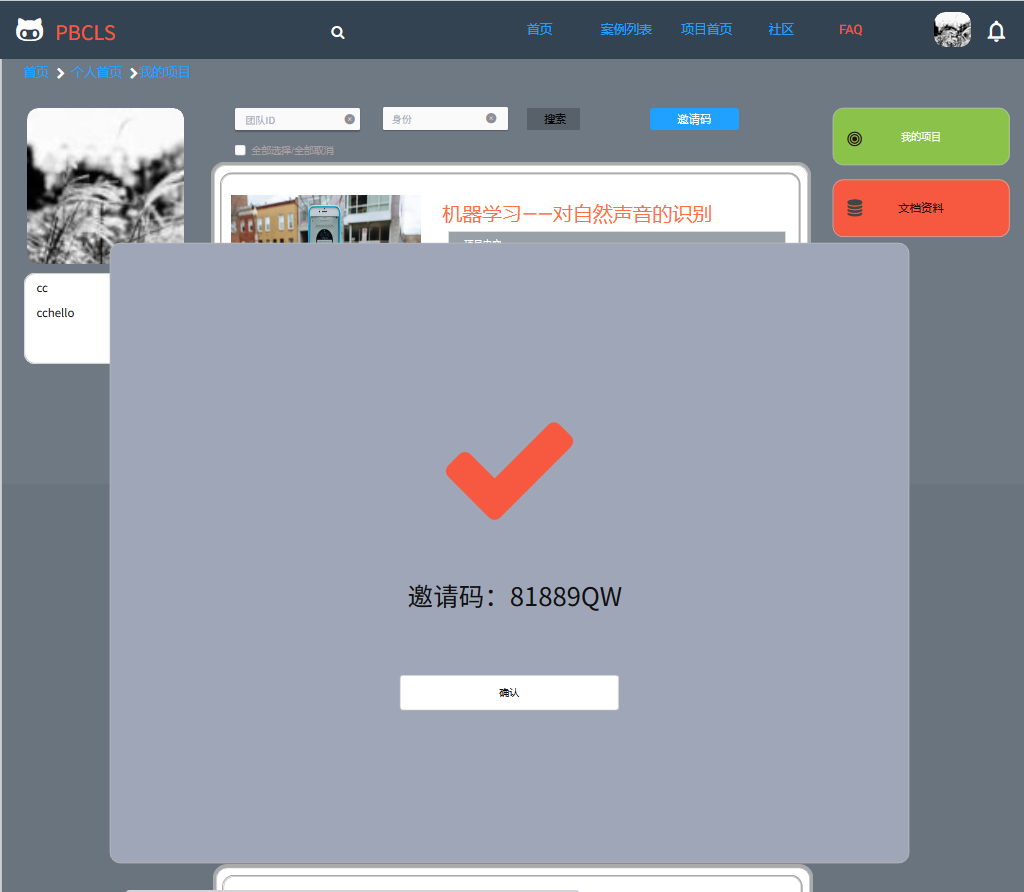 PBCLS
首页 案例列表 项目首页 社区 FAQ
首页 个人首页 我的项目
团队ID 身份 搜索 邀请码
全部选择/全部取消
我的项目
文档资料
机器学习——对自然声音的识别
cc
cchello
邀请码：81889QW
确认